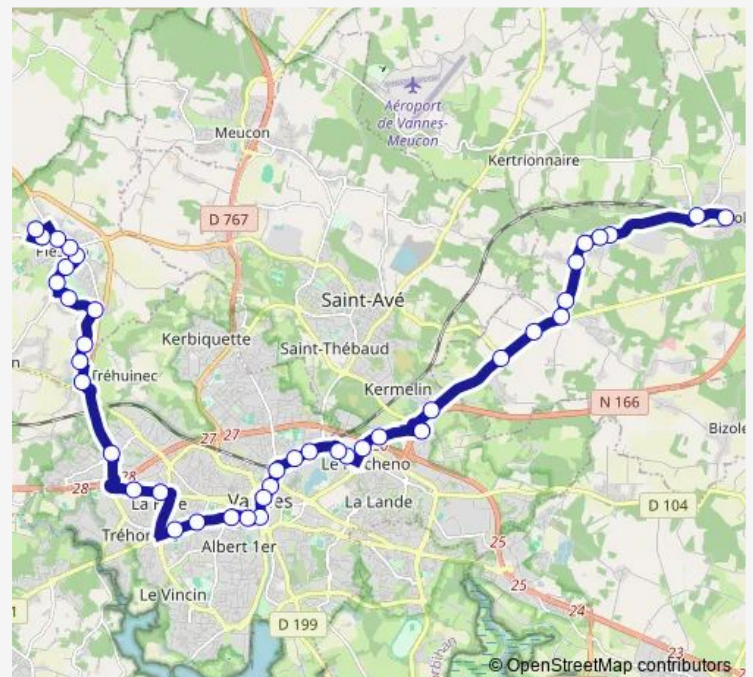 Aéroport
de Vannes-
Meucon
Meucon
Kertrionnaire
D 767
Saint-Avé
Kerbiquette
Saint-Thébaud
Tréhuinec
Kermelin
N 166
27
27
28
28
La Lande
D 104
Albert 1er
25
25
24
23
Le Vincin
D 199
© OpenStreetMap contributors